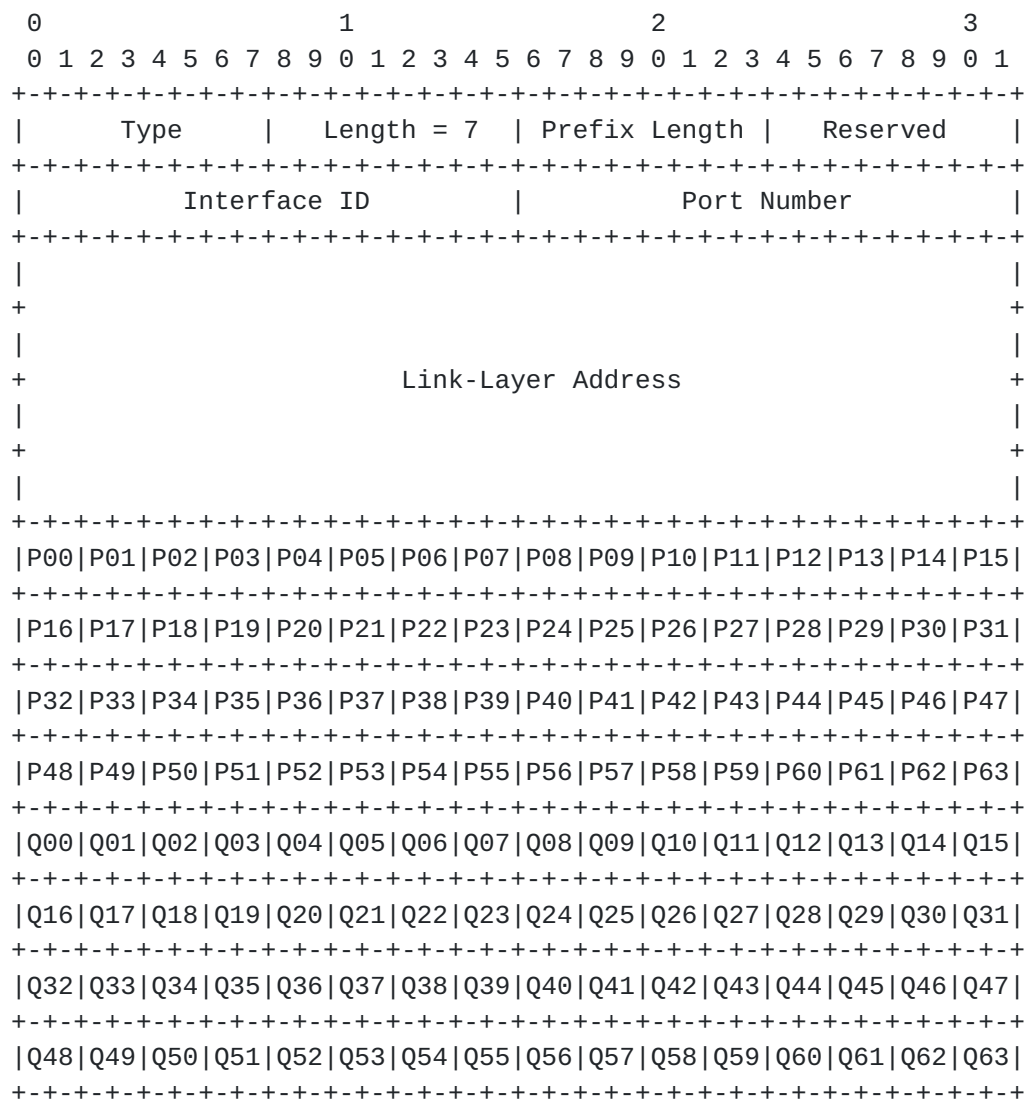 0                   1                   2                   3
 0 1 2 3 4 5 6 7 8 9 0 1 2 3 4 5 6 7 8 9 0 1 2 3 4 5 6 7 8 9 0 1
+-+-+-+-+-+-+-+-+-+-+-+-+-+-+-+-+-+-+-+-+-+-+-+-+-+-+-+-+-+-+-+-+
|      Type     |   Length = 7  | Prefix Length |   Reserved    |
+-+-+-+-+-+-+-+-+-+-+-+-+-+-+-+-+-+-+-+-+-+-+-+-+-+-+-+-+-+-+-+-+
|          Interface ID         |          Port Number          |
+-+-+-+-+-+-+-+-+-+-+-+-+-+-+-+-+-+-+-+-+-+-+-+-+-+-+-+-+-+-+-+-+
|                                                               |
+                                                               +
|                                                               |
+                        Link-Layer Address                     +
|                                                               |
+                                                               +
|                                                               |
+-+-+-+-+-+-+-+-+-+-+-+-+-+-+-+-+-+-+-+-+-+-+-+-+-+-+-+-+-+-+-+-+
|P00|P01|P02|P03|P04|P05|P06|P07|P08|P09|P10|P11|P12|P13|P14|P15|
+-+-+-+-+-+-+-+-+-+-+-+-+-+-+-+-+-+-+-+-+-+-+-+-+-+-+-+-+-+-+-+-+
|P16|P17|P18|P19|P20|P21|P22|P23|P24|P25|P26|P27|P28|P29|P30|P31|
+-+-+-+-+-+-+-+-+-+-+-+-+-+-+-+-+-+-+-+-+-+-+-+-+-+-+-+-+-+-+-+-+
|P32|P33|P34|P35|P36|P37|P38|P39|P40|P41|P42|P43|P44|P45|P46|P47|
+-+-+-+-+-+-+-+-+-+-+-+-+-+-+-+-+-+-+-+-+-+-+-+-+-+-+-+-+-+-+-+-+
|P48|P49|P50|P51|P52|P53|P54|P55|P56|P57|P58|P59|P60|P61|P62|P63|
+-+-+-+-+-+-+-+-+-+-+-+-+-+-+-+-+-+-+-+-+-+-+-+-+-+-+-+-+-+-+-+-+
|Q00|Q01|Q02|Q03|Q04|Q05|Q06|Q07|Q08|Q09|Q10|Q11|Q12|Q13|Q14|Q15|
+-+-+-+-+-+-+-+-+-+-+-+-+-+-+-+-+-+-+-+-+-+-+-+-+-+-+-+-+-+-+-+-+
|Q16|Q17|Q18|Q19|Q20|Q21|Q22|Q23|Q24|Q25|Q26|Q27|Q28|Q29|Q30|Q31|
+-+-+-+-+-+-+-+-+-+-+-+-+-+-+-+-+-+-+-+-+-+-+-+-+-+-+-+-+-+-+-+-+
|Q32|Q33|Q34|Q35|Q36|Q37|Q38|Q39|Q40|Q41|Q42|Q43|Q44|Q45|Q46|Q47|
+-+-+-+-+-+-+-+-+-+-+-+-+-+-+-+-+-+-+-+-+-+-+-+-+-+-+-+-+-+-+-+-+
|Q48|Q49|Q50|Q51|Q52|Q53|Q54|Q55|Q56|Q57|Q58|Q59|Q60|Q61|Q62|Q63|
+-+-+-+-+-+-+-+-+-+-+-+-+-+-+-+-+-+-+-+-+-+-+-+-+-+-+-+-+-+-+-+-+